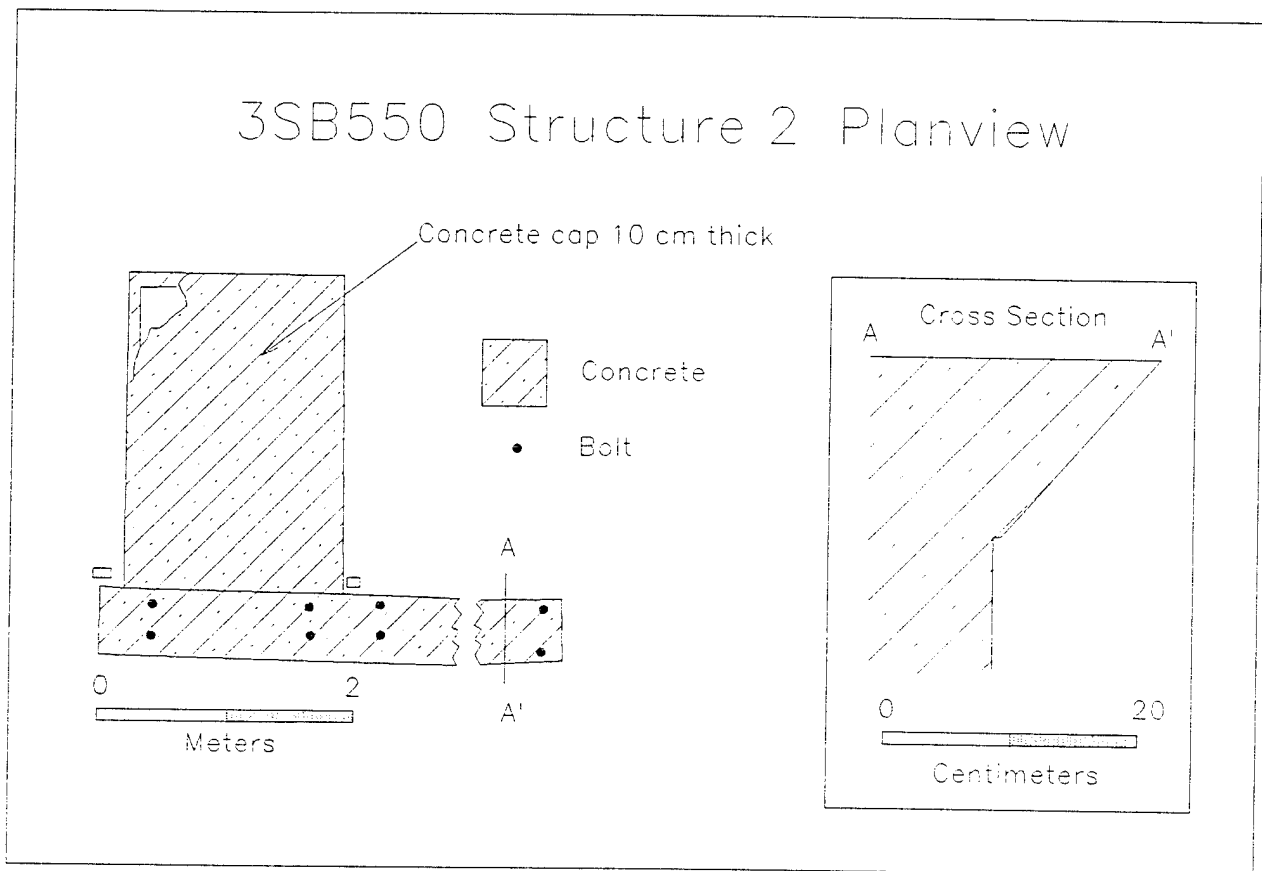 3SB550 Structure 2 Planview
Concrete cap 10 cm thick
Concrete
Bolt
A
A'
0 2
Meters
Cross Section
A A'
0 20
Centimeters